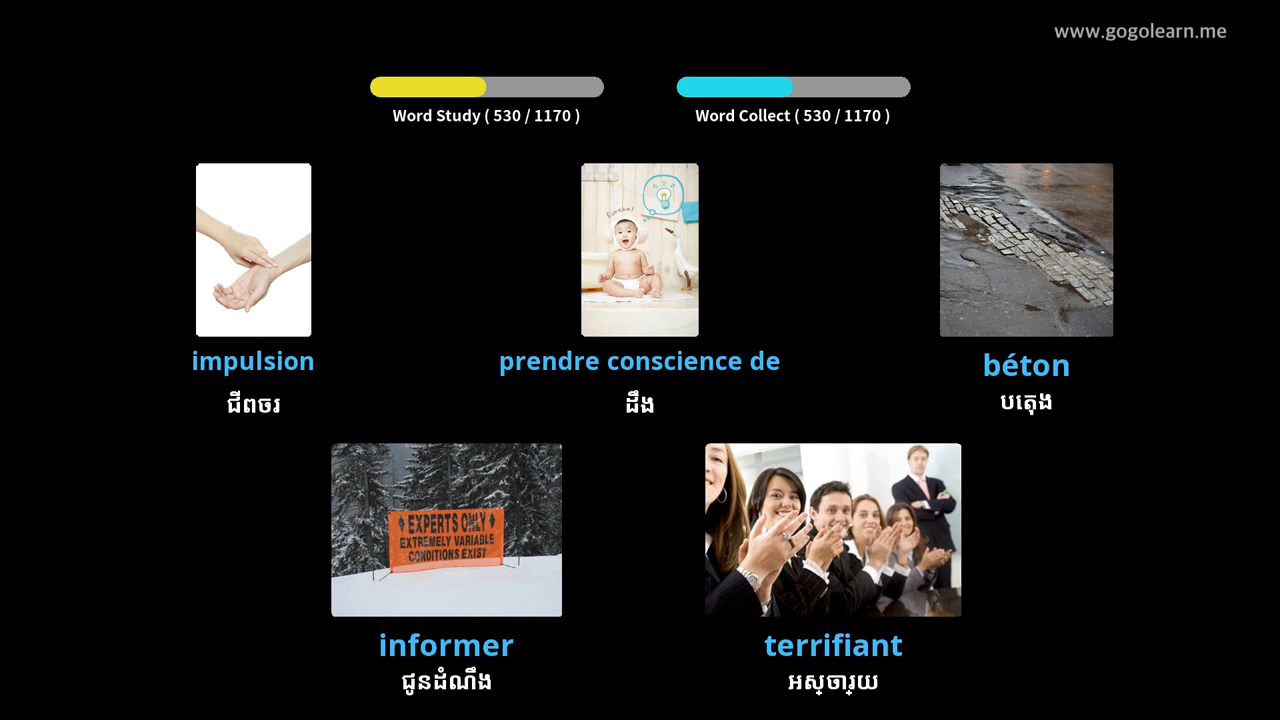 www.gogolearn.me
Word Study ( 530 / 1170 )
Word Collect ( 530 / 1170 )
Eureka!
impulsion
prendre conscience de
béton
ជីពចរ
ដឹង
បតេុង
EXPERTS ONLY
EXTREMELY VARIABLE
CONDITIONS EXIST
informer
terrifiant
ជូនដំណឹង
អស្ចារ្យ